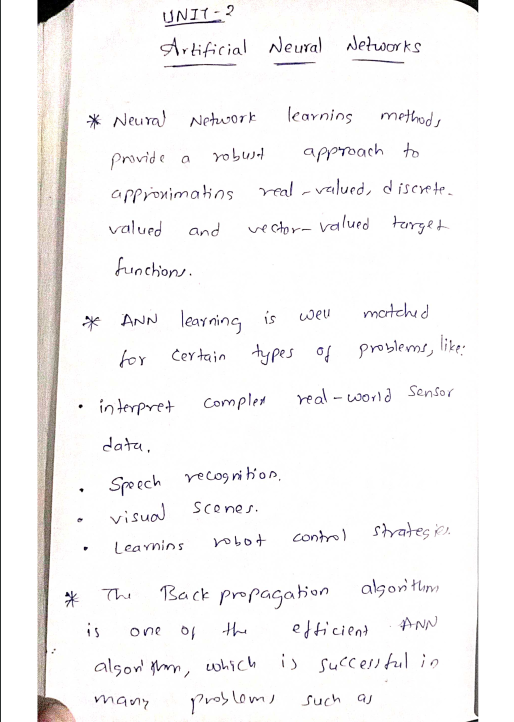 UNIT-2
Artificial Neural Networks
* Neural Network learning methods
provide a robust approach to
approximating real-valued, discrete-
valued and vector-valued target
functions.
* ANN learning is well matched
for certain types of problems, like:
• interpret complex real-world sensor
data.
• Speech recognition.
• visual scenes.
• Learning robot control strategies.
* The Back propagation algorithm
is one of the efficient ANN
algorithm, which is successful in
many problems such as